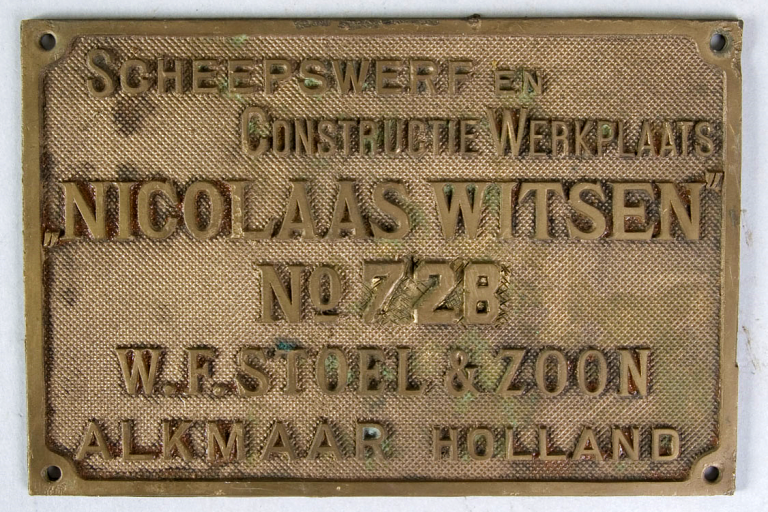 SCHEEPSWERF EN
CONSTRUCTIE WERKPLAATS
„NICOLAAS WITSEN”
NO 728
W.F. STOEL & ZOON
ALKMAAR HOLLAND